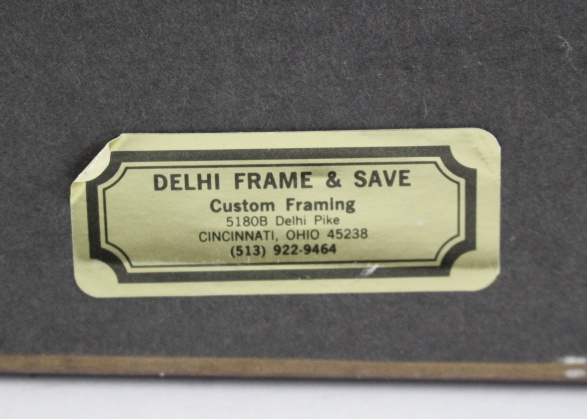 DELHI FRAME & SAVE
Custom Framing
5180B Delhi Pike
CINCINNATI, OHIO 45238
(513) 922-9464